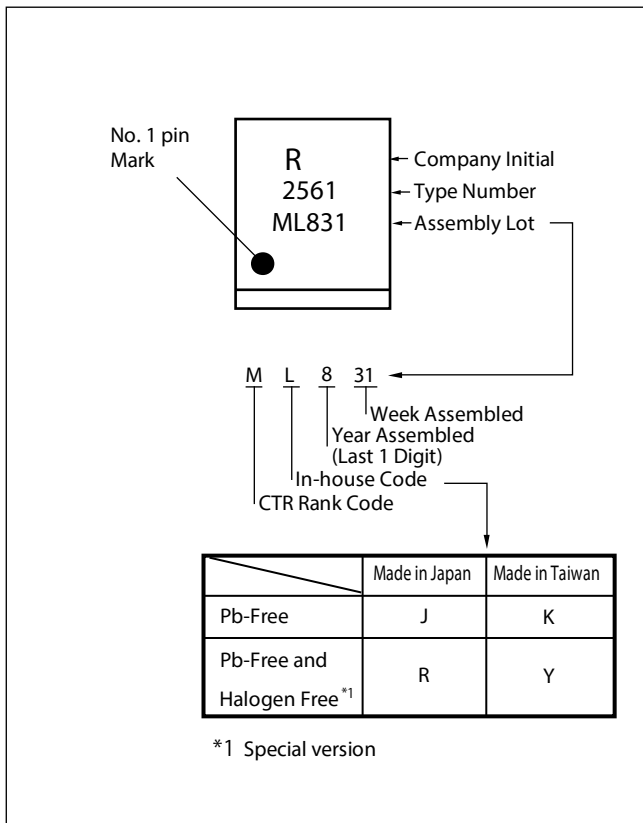 No. 1 pin
Mark
R
2561
ML831
Company Initial
Type Number
Assembly Lot
M L 8 31
Week Assembled
Year Assembled
(Last 1 Digit)
In-house Code
CTR Rank Code
Made in Japan Made in Taiwan
Pb-Free J K
Pb-Free and
Halogen Free *1 R Y
*1 Special version